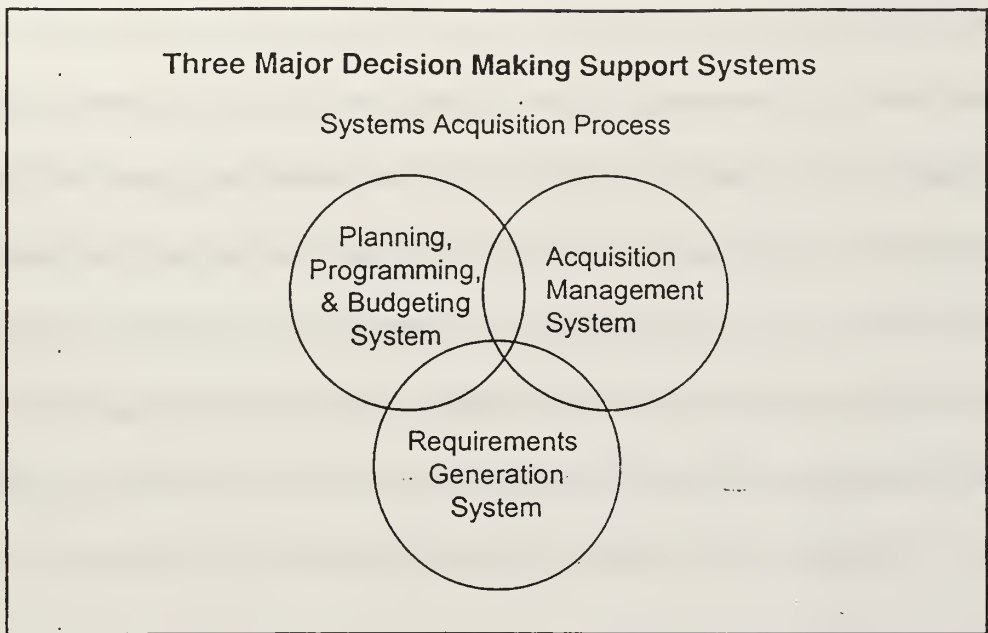 Three Major Decision Making Support Systems
Systems Acquisition Process
Planning,
Programming,
& Budgeting
System
Acquisition
Management
System
Requirements
Generation
System